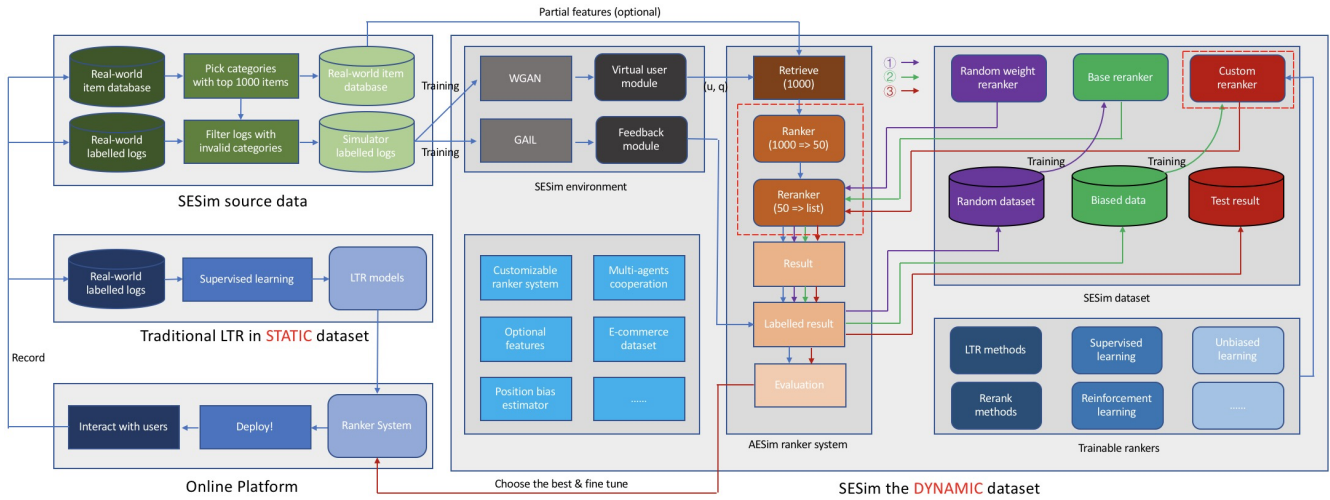 Partial features (optional)
Real-world
item database
Pick categories
with top 1000 items
Real-world item
database
Real-world
labelled logs
Filter logs with
invalid categories
Simulator
labelled logs
SESim source data
Training
Training
WGAN
Virtual user
module
GAIL
Feedback
module
SESim environment
(u, q)
Retrieve
(1000)
Ranker
(1000 => 50)
Reranker
(50 => list)
Result
Labelled result
Evaluation
AESim ranker system
①
②
③
Random weight
reranker
Base reranker
Custom
reranker
Training
Training
Random dataset
Biased data
Test result
SESim dataset
Real-world
labelled logs
Supervised learning
LTR models
Traditional LTR in STATIC dataset
Customizable
ranker system
Multi-agents
cooperation
Optional
features
E-commerce
dataset
Position bias
estimator
......
LTR methods
Supervised
learning
Unbiased
learning
Rerank
methods
Reinforcement
learning
......
Trainable rankers
Record
Interact with users
Deploy!
Ranker System
Online Platform
Choose the best & fine tune
SESim the DYNAMIC dataset